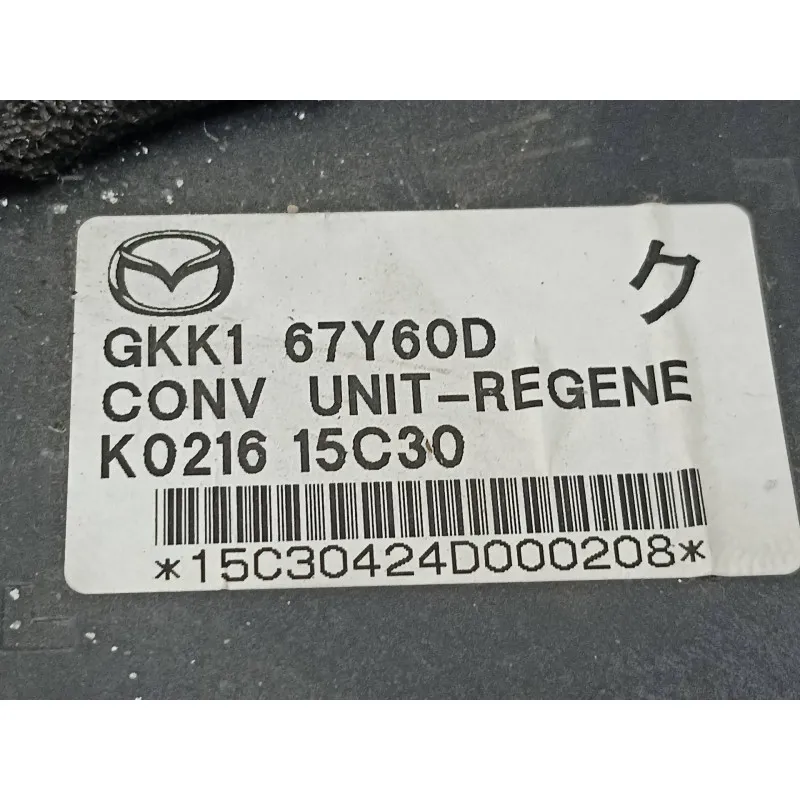 ク
GKK1 67Y60D
CONV UNIT-REGENE
K0216 15C30
*15C30424D000208*